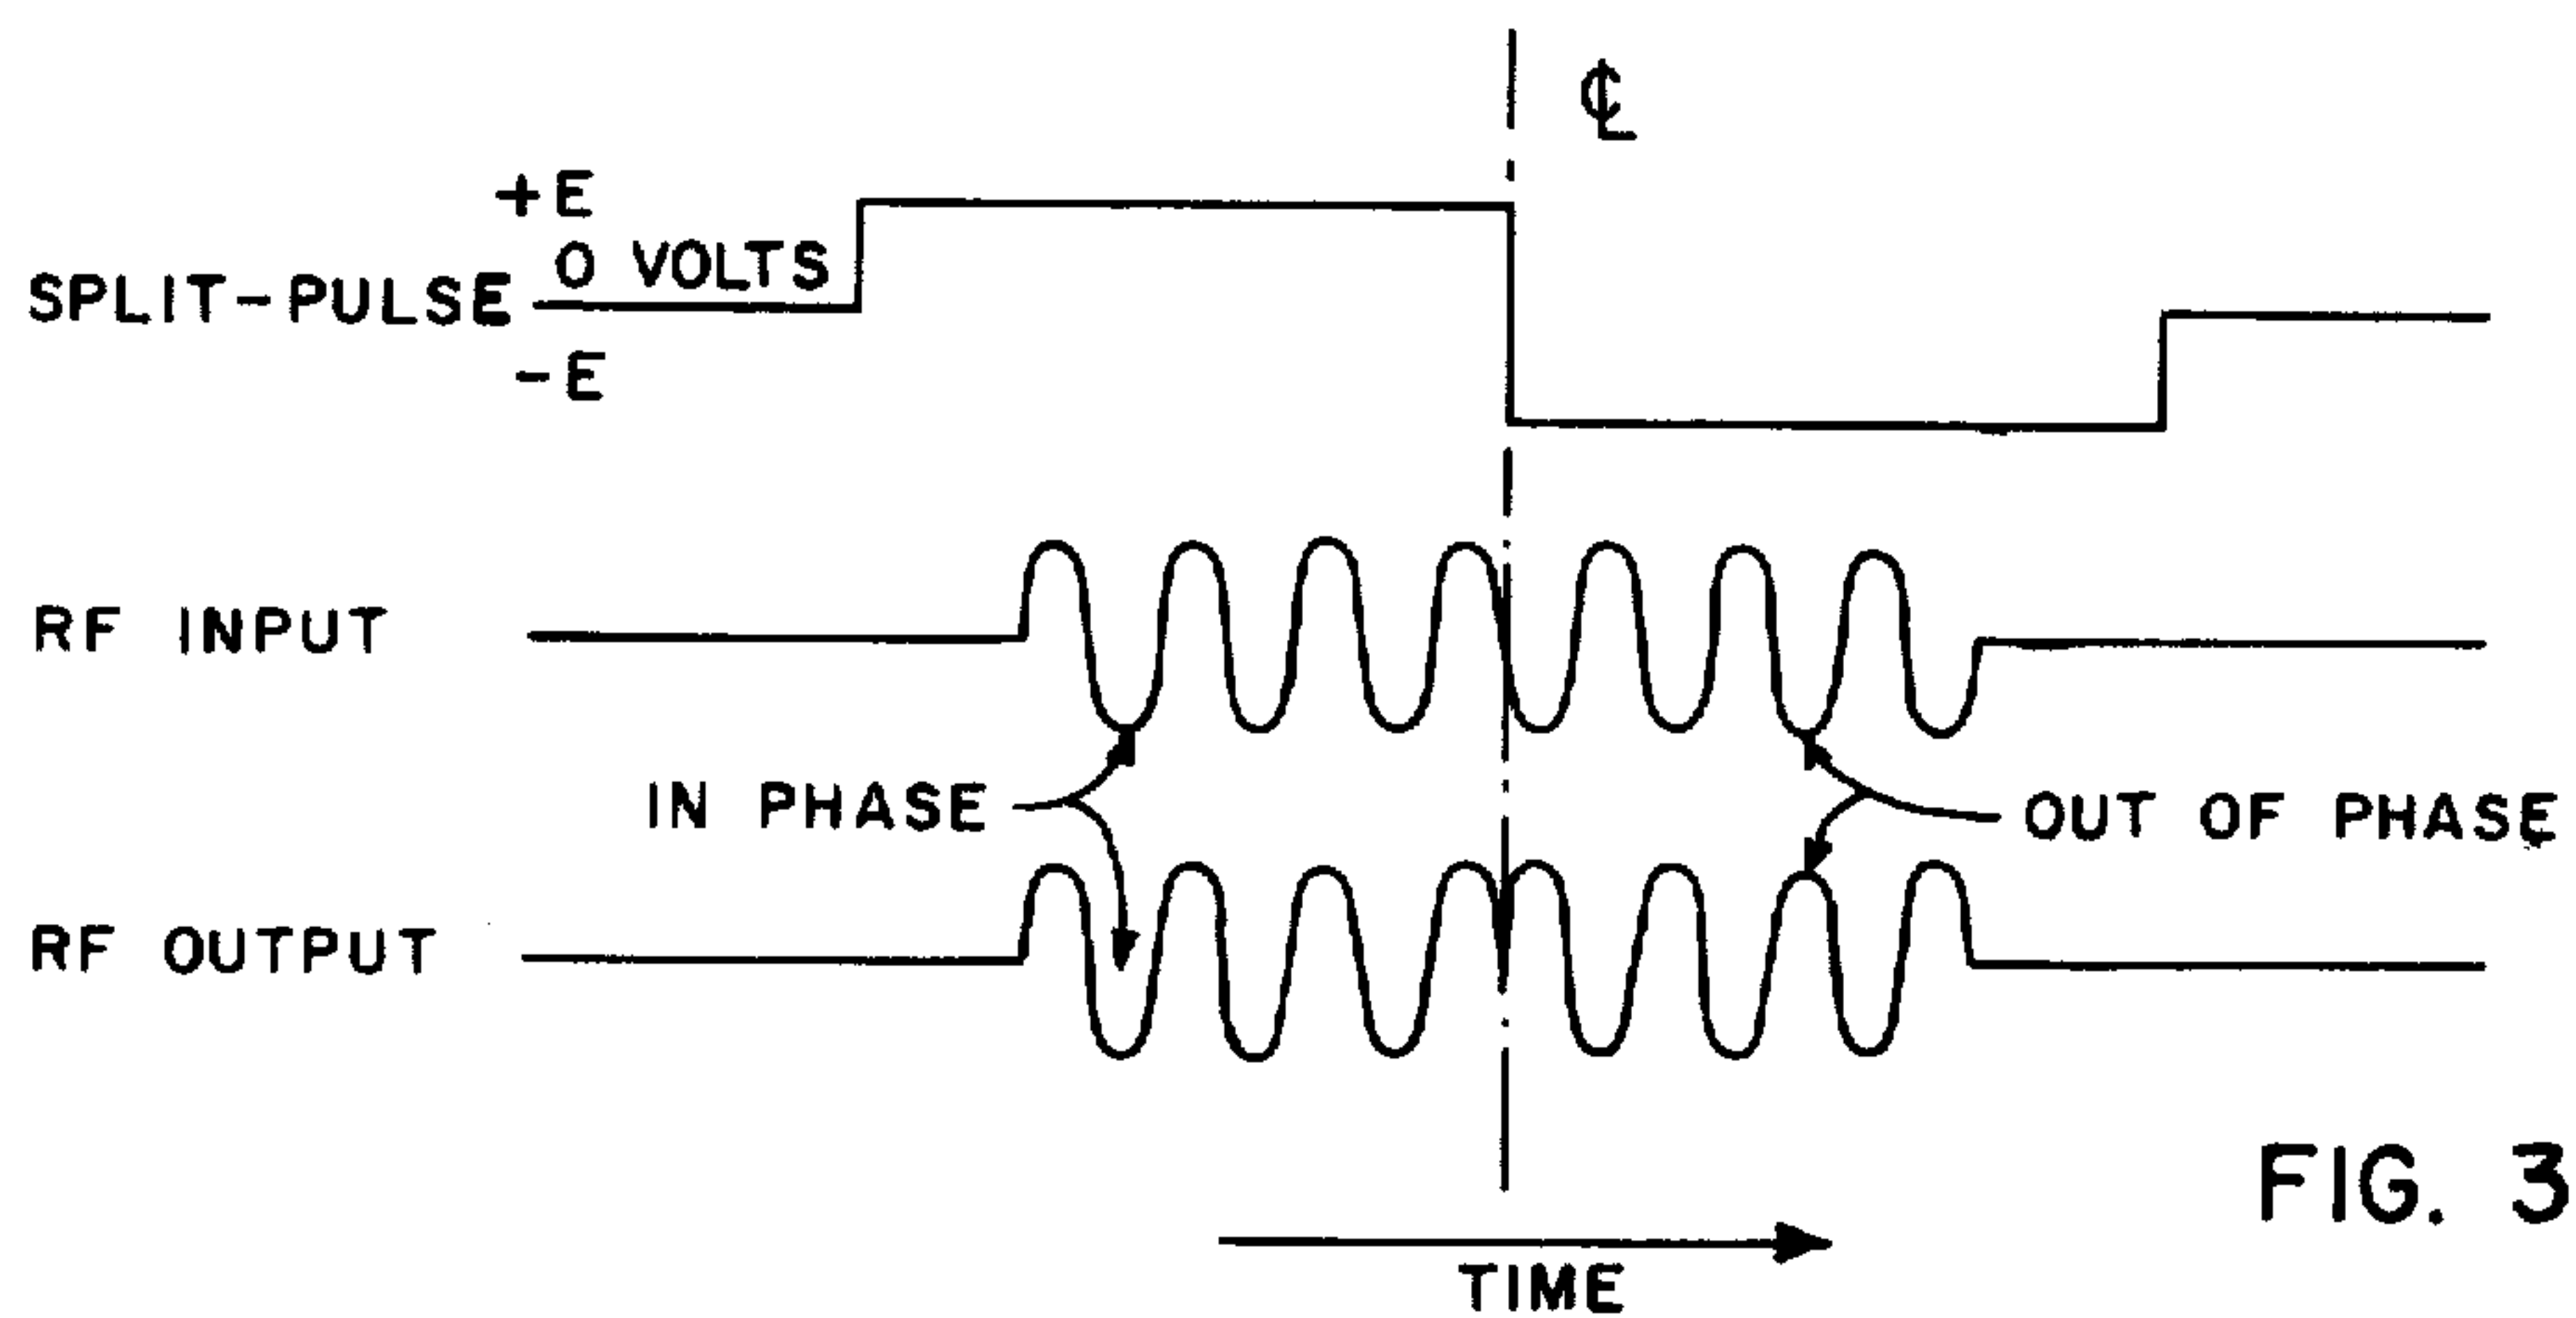 ℄
+E
0 VOLTS
SPLIT-PULSE
-E
RF INPUT
IN PHASE
OUT OF PHASE
RF OUTPUT
FIG. 3
TIME